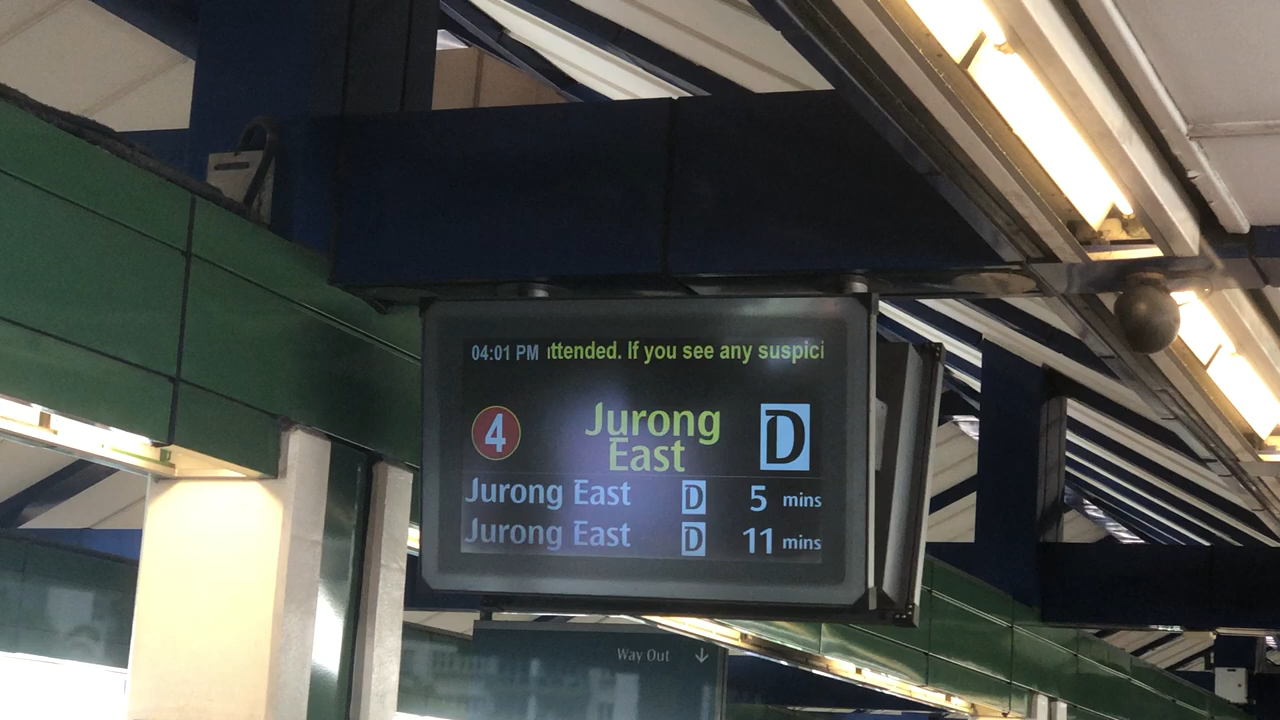 04:01 PM ttended. If you see any suspici
4 Jurong East D
Jurong East D 5 mins
Jurong East D 11 mins
Way Out ↓